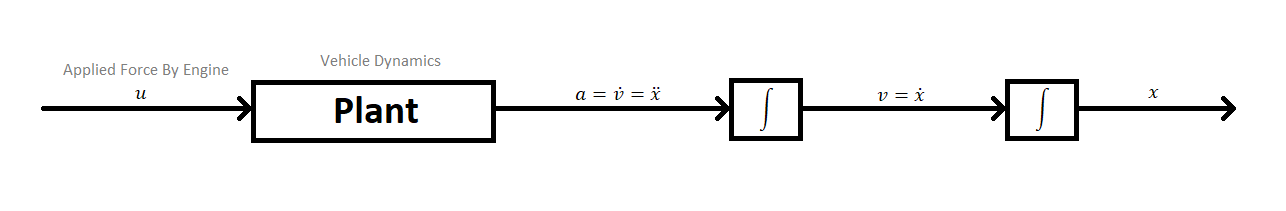 Vehicle Dynamics
Applied Force By Engine
u
Plant
a = v̇ = ẍ
∫
v = ẋ
∫
x